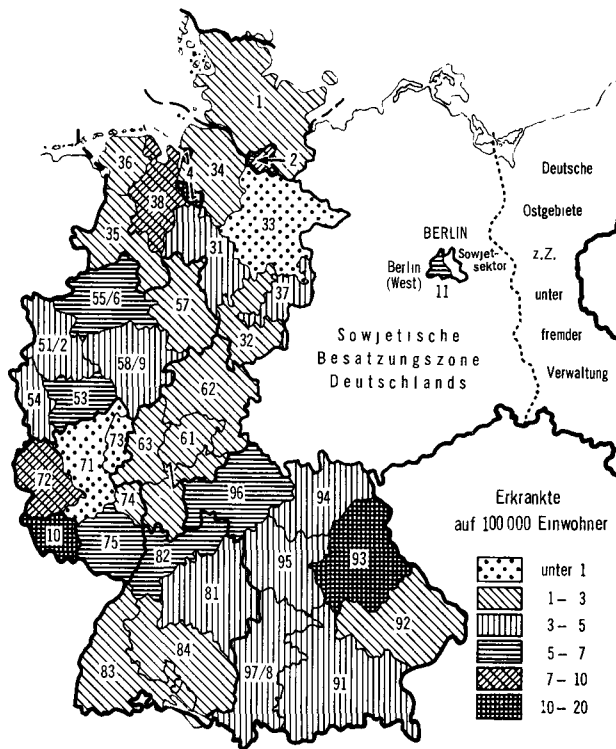 1
2
36
4
34
38
33
35
31
Deutsche
Ostgebiete
z.Z.
unter
fremder
Verwaltung
BERLIN
Sowjet-
sektor
Berlin
(West)
11
55/6
57
37
32
Sowjetische
Besatzungszone
Deutschlands
51/2
58/9
62
54
53
73
63
61
71
72
74
96
94
10
75
82
95
93
81
92
84
83
97/8
91
Erkrankte
auf 100 000 Einwohner
unter 1
1 – 3
3 – 5
5 – 7
7 – 10
10 – 20